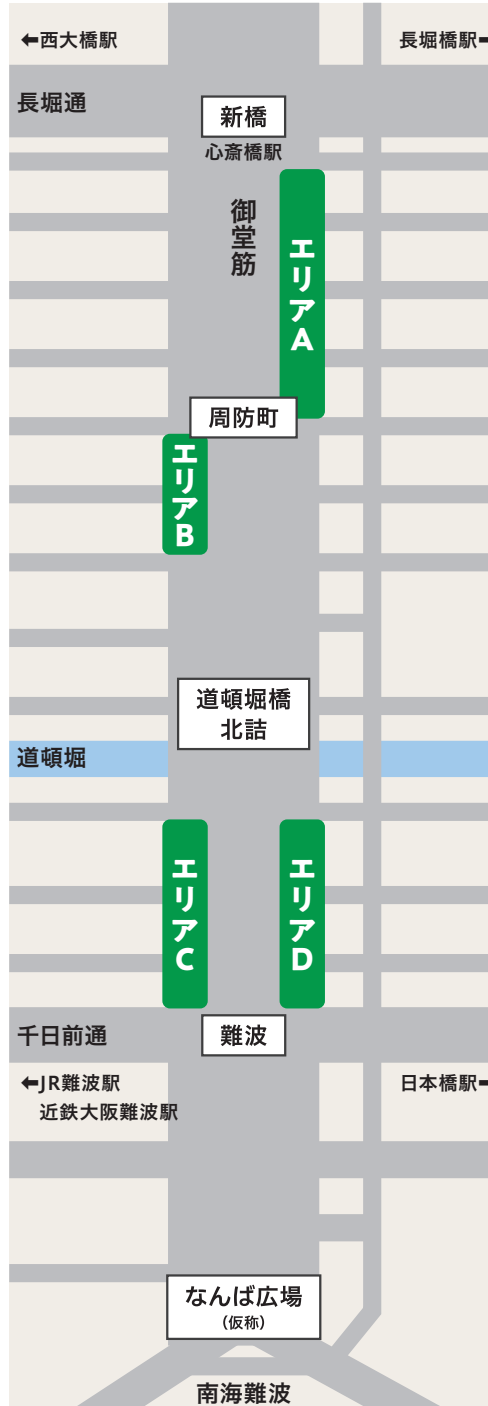 ←西大橋駅
長堀橋駅
長堀通
新橋
心斎橋駅
御堂筋
エリアA
周防町
エリアB
道頓堀橋
北詰
道頓堀
エリアC
エリアD
千日前通
難波
←JR難波駅
近鉄大阪難波駅
日本橋駅
なんば広場
(仮称)
南海難波